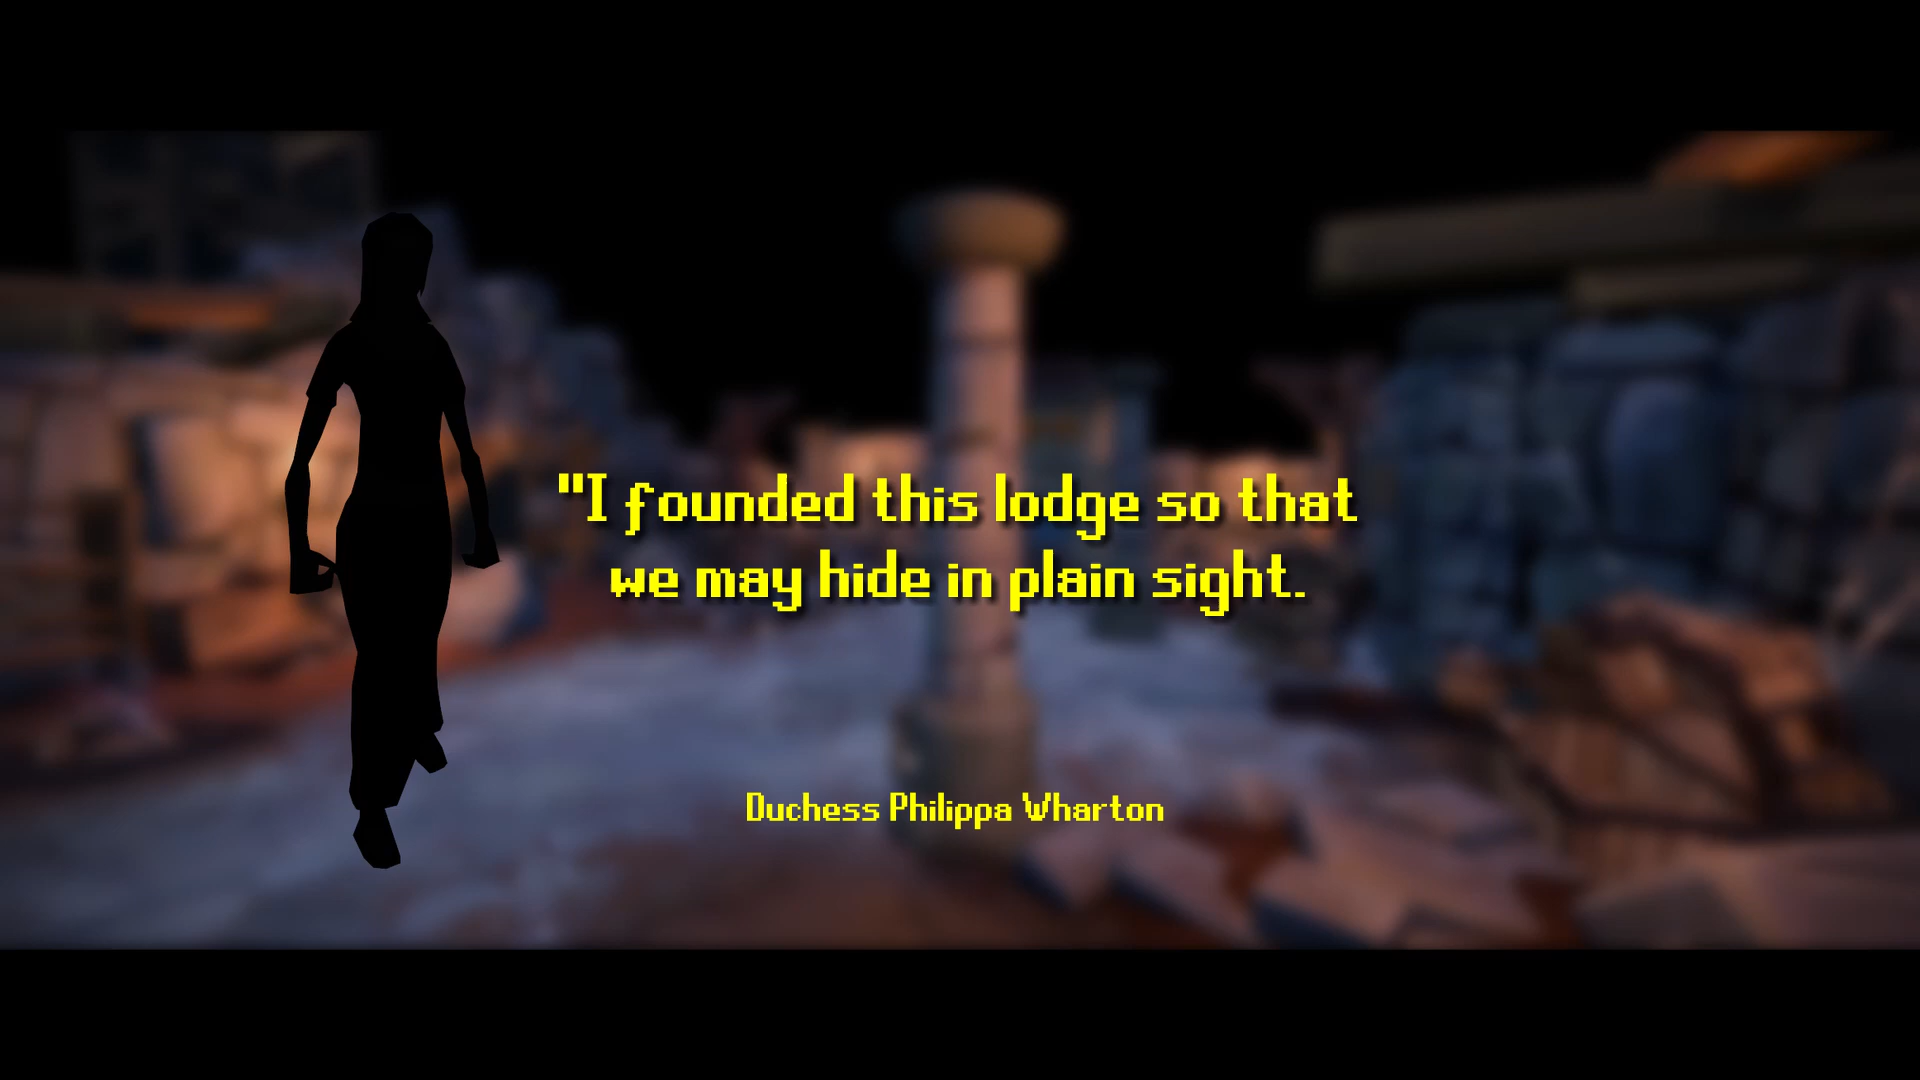 "I founded this lodge so that
we may hide in plain sight.
Duchess Philippa Wharton